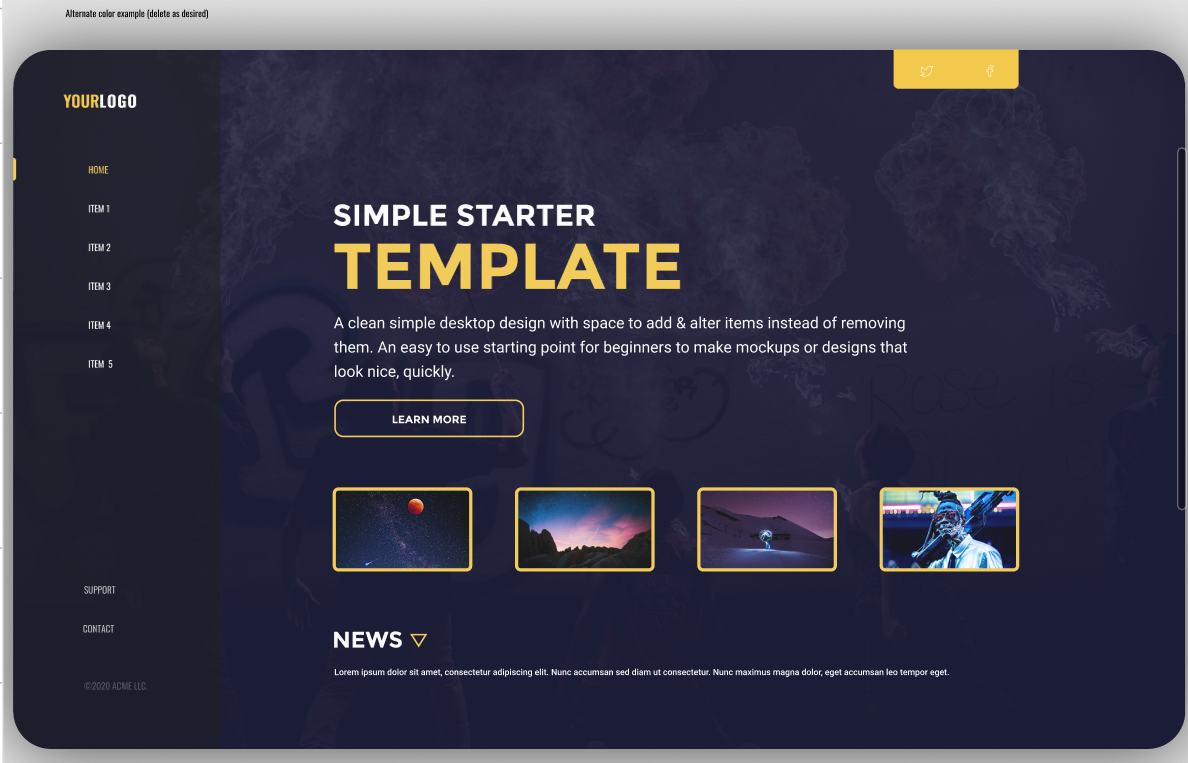 Alternate color example (delete as desired)
YOURLOGO
HOME
ITEM 1
ITEM 2
ITEM 3
ITEM 4
ITEM 5
SUPPORT
CONTACT
©2020 ACME LLC.
SIMPLE STARTER
TEMPLATE
A clean simple desktop design with space to add & alter items instead of removing
them. An easy to use starting point for beginners to make mockups or designs that
look nice, quickly.
LEARN MORE
NEWS
Lorem ipsum dolor sit amet, consectetur adipiscing elit. Nunc accumsan sed diam ut consectetur. Nunc maximus magna dolor, eget accumsan leo tempor eget.